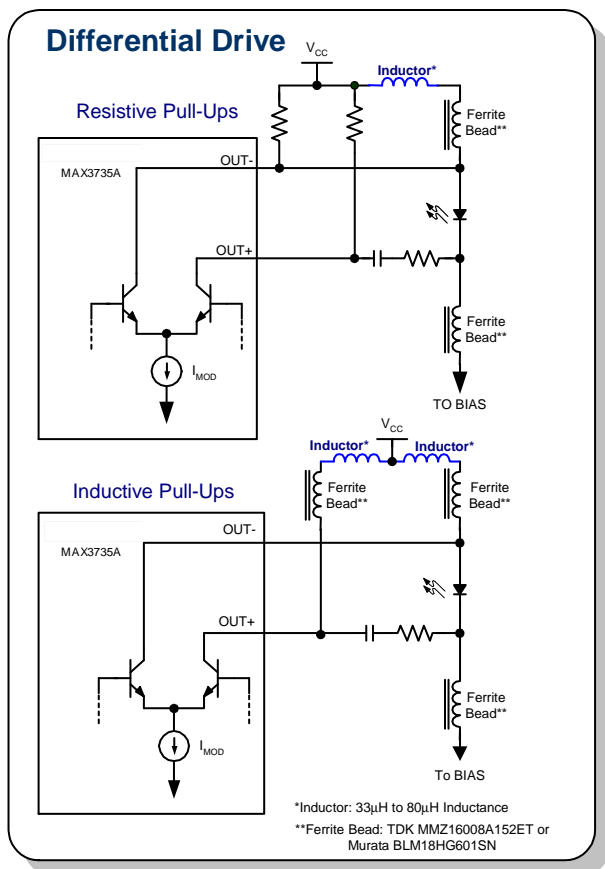 Differential Drive
VCC
Inductor*
Resistive Pull-Ups
Ferrite
Bead**
OUT-
MAX3735A
OUT+
IMOD
Ferrite
Bead**
TO BIAS
VCC
Inductor*
Inductor*
Inductive Pull-Ups
Ferrite
Bead**
Ferrite
Bead**
OUT-
MAX3735A
OUT+
IMOD
Ferrite
Bead**
To BIAS
*Inductor: 33μH to 80μH Inductance
**Ferrite Bead: TDK MMZ16008A152ET or
Murata BLM18HG601SN